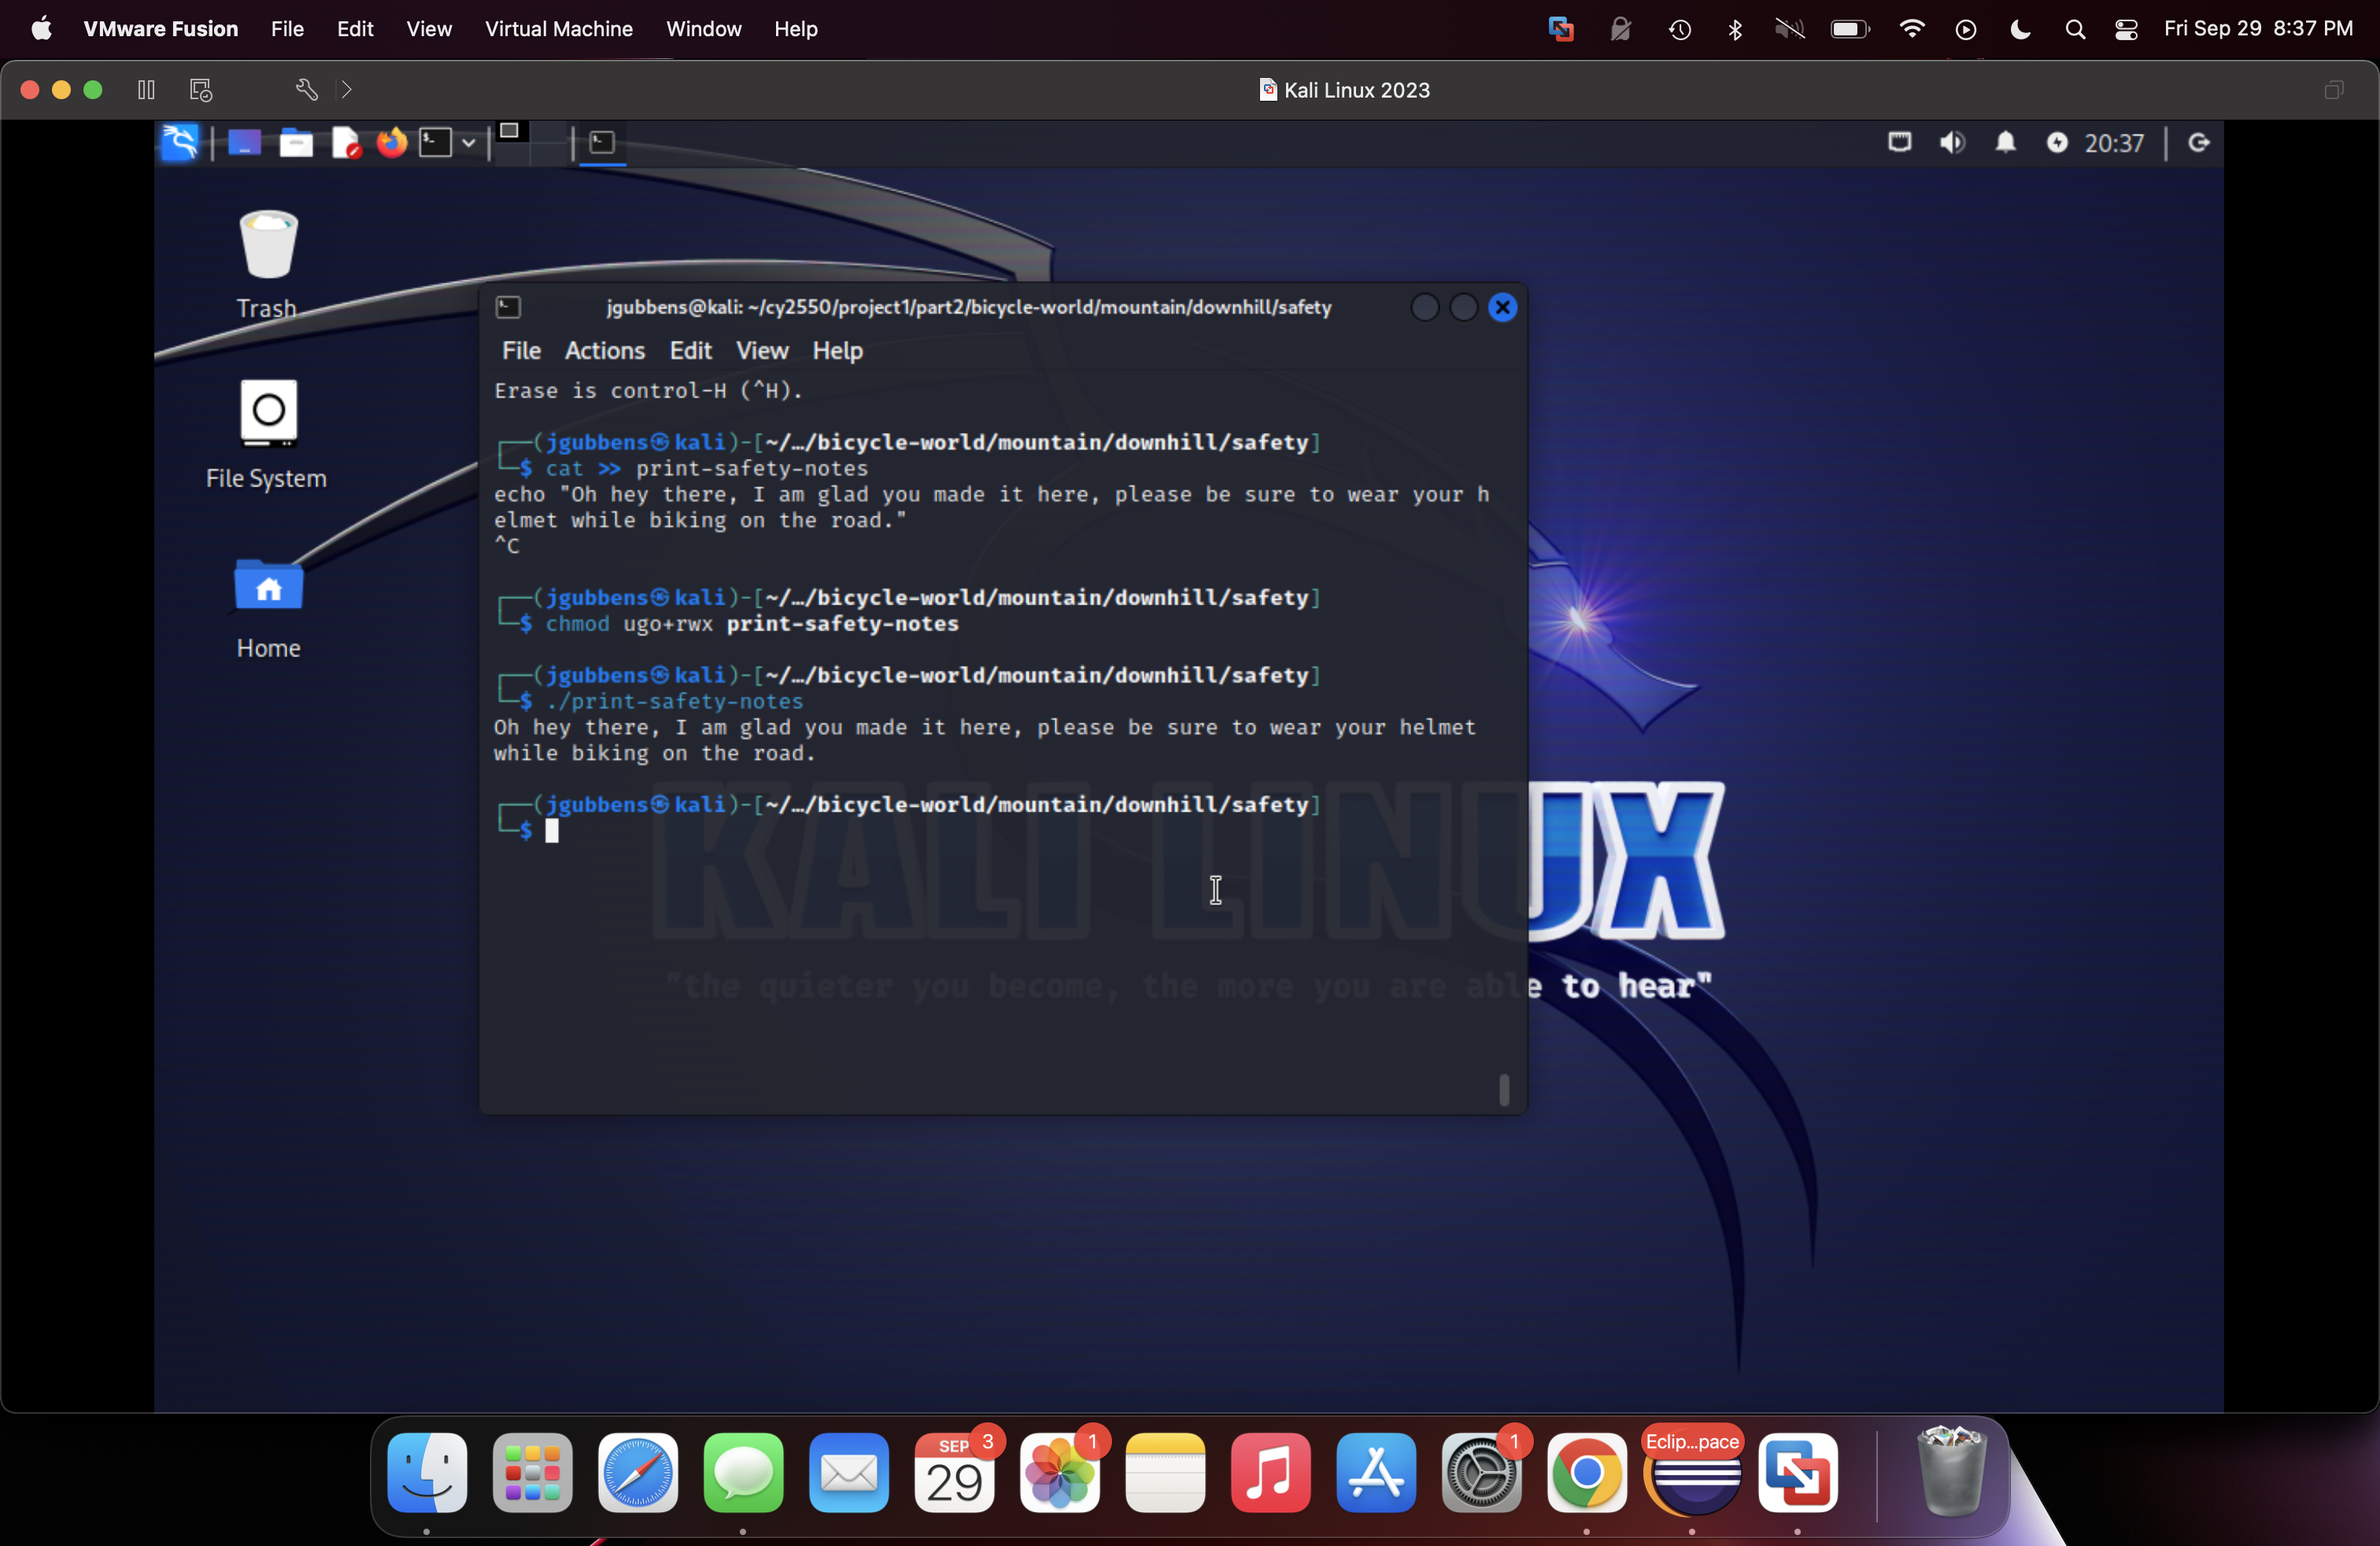 VMware Fusion File Edit View Virtual Machine Window Help Fri Sep 29 8:37 PM
Kali Linux 2023
20:37
Trash
File System
Home
jgubbens@kali: ~/cy2550/project1/part2/bicycle-world/mountain/downhill/safety
File Actions Edit View Help
Erase is control-H (^H).
┌──(jgubbens㉿kali)-[~/…/bicycle-world/mountain/downhill/safety]
└─$ cat >> print-safety-notes
echo "Oh hey there, I am glad you made it here, please be sure to wear your h
elmet while biking on the road."
^C
┌──(jgubbens㉿kali)-[~/…/bicycle-world/mountain/downhill/safety]
└─$ chmod ugo+rwx print-safety-notes
┌──(jgubbens㉿kali)-[~/…/bicycle-world/mountain/downhill/safety]
└─$ ./print-safety-notes
Oh hey there, I am glad you made it here, please be sure to wear your helmet
while biking on the road.
┌──(jgubbens㉿kali)-[~/…/bicycle-world/mountain/downhill/safety]
└─$
KALI LINUX
"the quieter you become, the more you are able to hear"
SEP 3 1 1 Eclip...pace
29